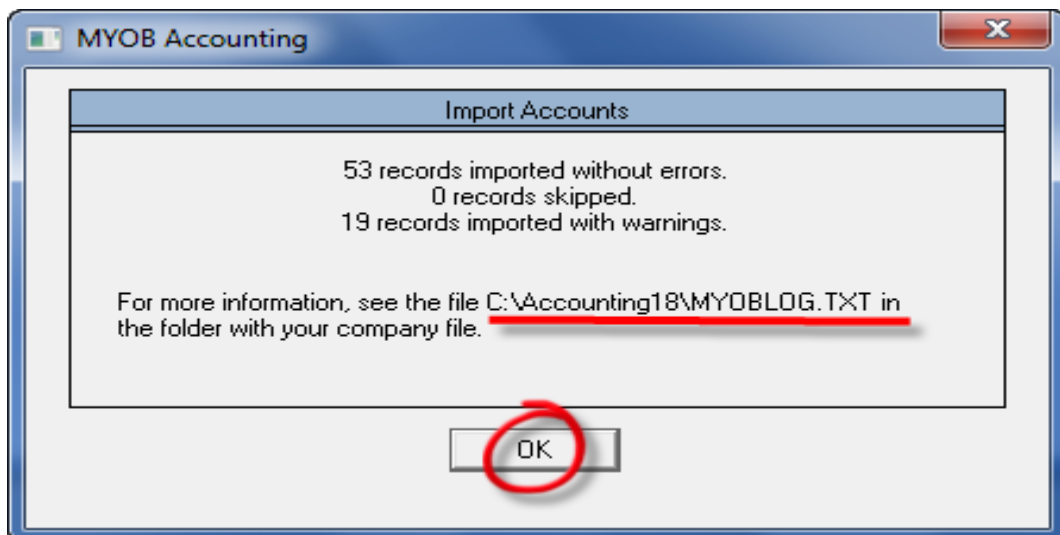 MYOB Accounting
Import Accounts
53 records imported without errors.
0 records skipped.
19 records imported with warnings.
For more information, see the file C:\Accounting18\MYOBLOG.TXT in
the folder with your company file.
OK